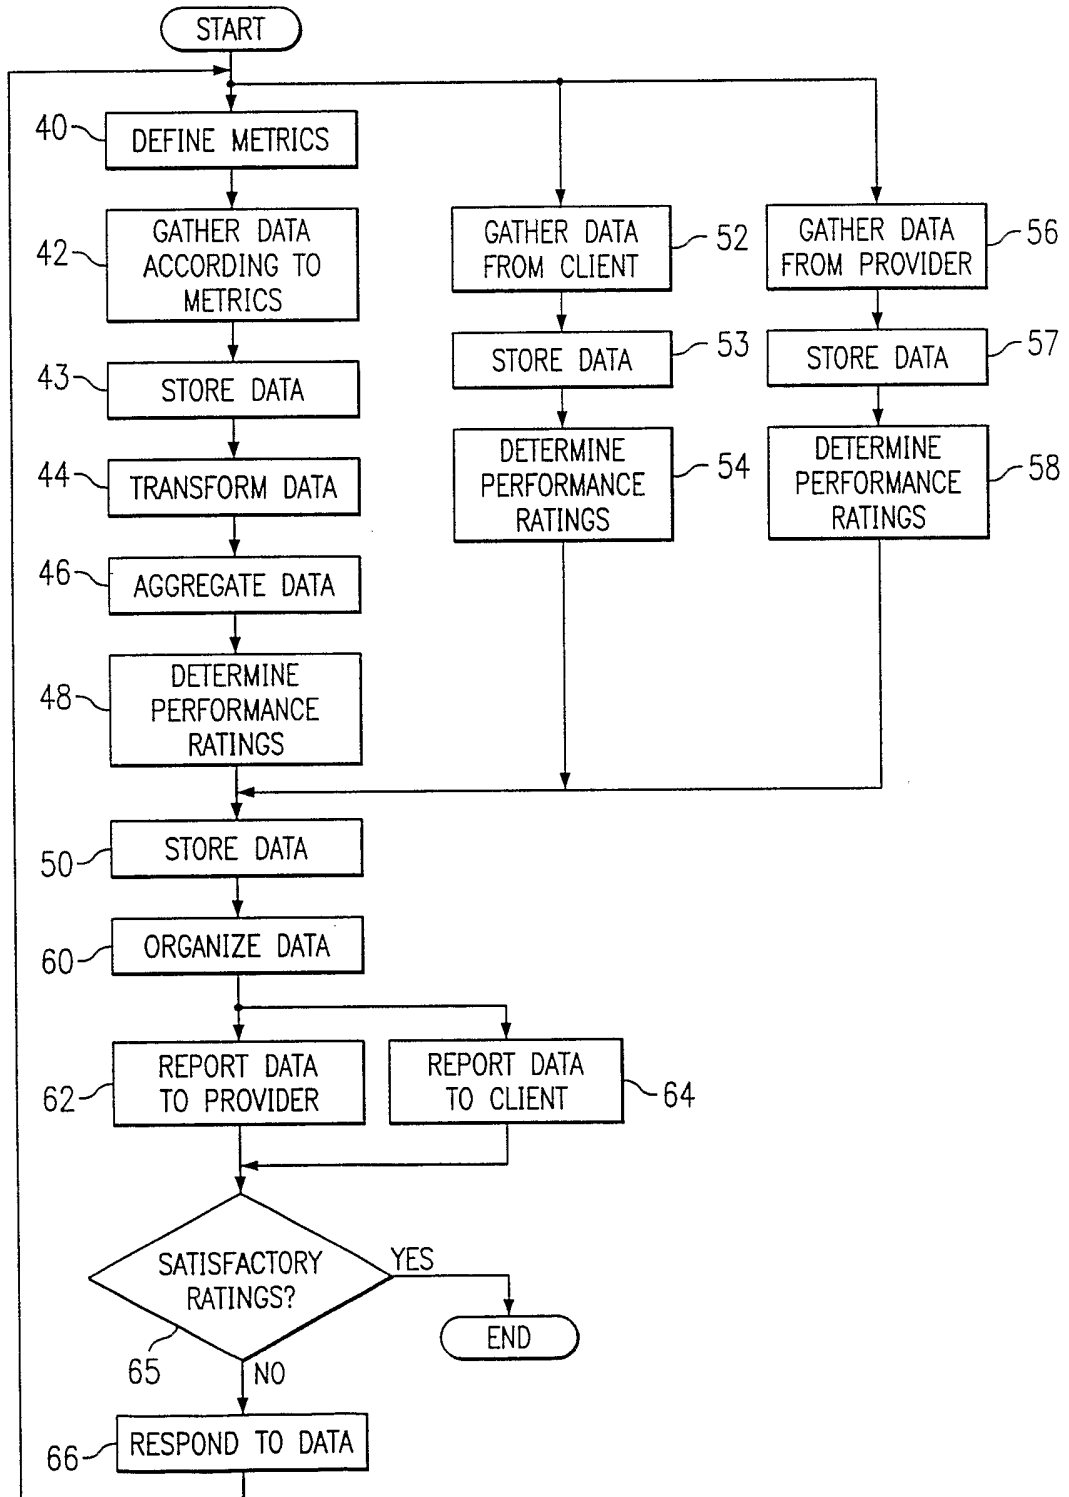 START
40
DEFINE METRICS
42
GATHER DATA
ACCORDING TO
METRICS
43
STORE DATA
44
TRANSFORM DATA
46
AGGREGATE DATA
48
DETERMINE
PERFORMANCE
RATINGS
GATHER DATA
FROM CLIENT
52
STORE DATA
53
DETERMINE
PERFORMANCE
RATINGS
54
GATHER DATA
FROM PROVIDER
56
STORE DATA
57
DETERMINE
PERFORMANCE
RATINGS
58
50
STORE DATA
60
ORGANIZE DATA
62
REPORT DATA
TO PROVIDER
REPORT DATA
TO CLIENT
64
SATISFACTORY
RATINGS?
65
YES
END
NO
66
RESPOND TO DATA